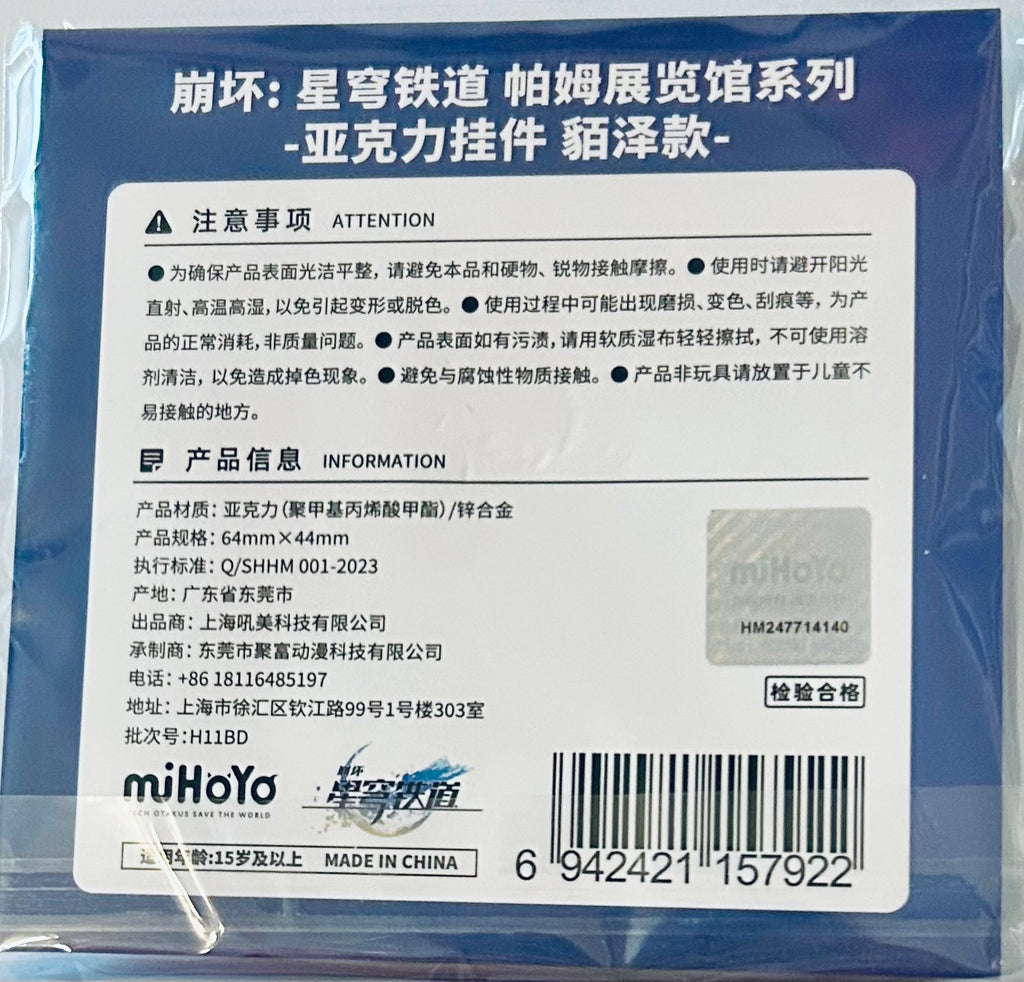 崩坏：星穹铁道 帕姆展览馆系列
-亚克力挂件 貊泽款-
注意事项 ATTENTION
●为确保产品表面光洁平整，请避免本品和硬物、锐物接触摩擦。●使用时请避开阳光
直射、高温高湿，以免引起变形或脱色。●使用过程中可能出现磨损、变色、刮痕等，为产
品的正常消耗，非质量问题。●产品表面如有污渍，请用软质湿布轻轻擦拭，不可使用溶
剂清洁，以免造成掉色现象。●避免与腐蚀性物质接触。●产品非玩具请放置于儿童不
易接触的地方。
产品信息 INFORMATION
产品材质：亚克力（聚甲基丙烯酸甲酯）/锌合金
产品规格：64mm×44mm
执行标准：Q/SHHM 001-2023
产地：广东省东莞市
出品商：上海吼美科技有限公司
承制商：东莞市聚富动漫科技有限公司
电话：+86 18116485197
地址：上海市徐汇区钦江路99号1号楼303室
批次号：H11BD
miHoYo
HM247714140
检验合格
miHoYo
TECH OTAKUS SAVE THE WORLD
崩坏
星穹铁道
适用年龄:15岁及以上 MADE IN CHINA
6 942421 157922